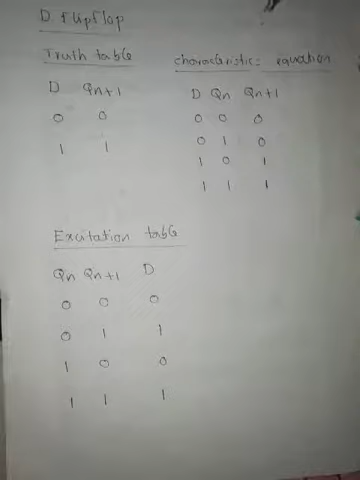 D. Flipflop
Truth table
D Qn+1
0 0
1 1
characteristic: equation
D Qn Qn+1
0 0 0
0 1 0
1 0 1
1 1 1
Excitation table
Qn Qn+1 D
0 0 0
0 1 1
1 0 0
1 1 1